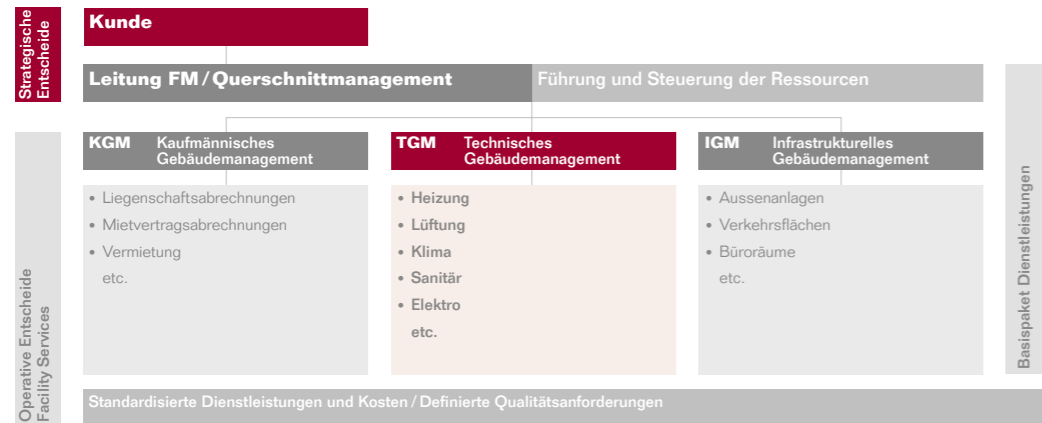 Strategische
Entscheide
Kunde
Leitung FM / Querschnittmanagement
Führung und Steuerung der Ressourcen
KGM Kaufmännisches
Gebäudemanagement
• Liegenschaftsabrechnungen
• Mietvertragsabrechnungen
• Vermietung
etc.
TGM Technisches
Gebäudemanagement
• Heizung
• Lüftung
• Klima
• Sanitär
• Elektro
etc.
IGM Infrastrukturelles
Gebäudemanagement
• Aussenanlagen
• Verkehrsflächen
• Büroräume
etc.
Operative Entscheide
Facility Services
Basispaket Dienstleistungen
Standardisierte Dienstleistungen und Kosten / Definierte Qualitätsanforderungen